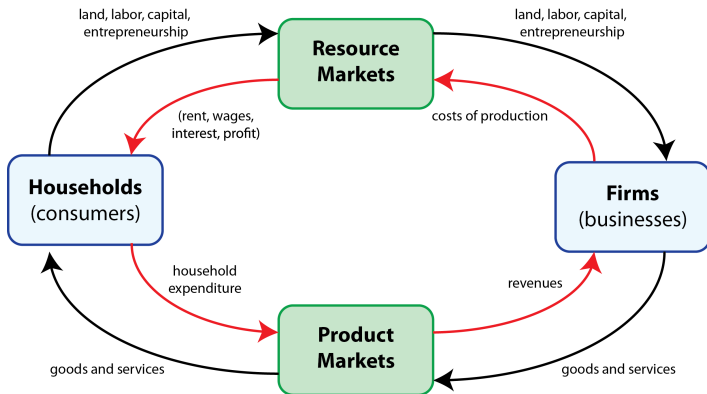 land, labor, capital,
entrepreneurship
Resource
Markets
land, labor, capital,
entrepreneurship
(rent, wages,
interest, profit)
costs of production
Households
(consumers)
Firms
(businesses)
household
expenditure
revenues
Product
Markets
goods and services
goods and services